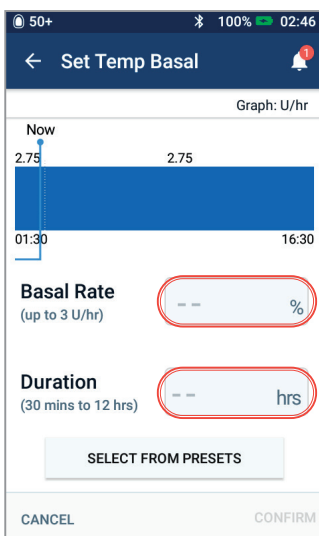 50+ 100% 02:46
Set Temp Basal 1
Graph: U/hr
Now
2.75 2.75
01:30 16:30
Basal Rate
(up to 3 U/hr)
-- %
Duration
(30 mins to 12 hrs)
-- hrs
SELECT FROM PRESETS
CANCEL CONFIRM